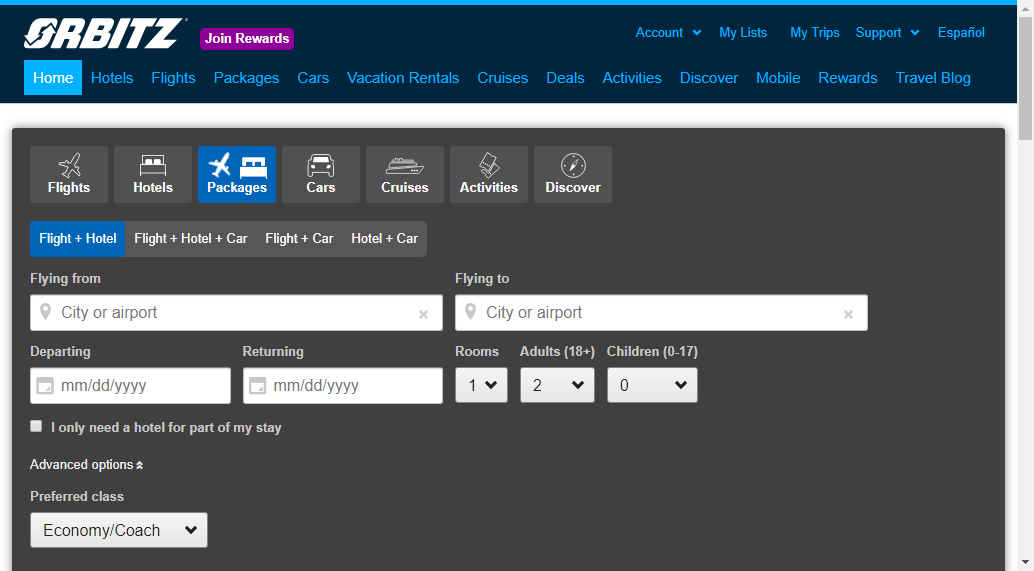 ORBITZ
Join Rewards
Account My Lists My Trips Support Español
Home Hotels Flights Packages Cars Vacation Rentals Cruises Deals Activities Discover Mobile Rewards Travel Blog
Flights Hotels Packages Cars Cruises Activities Discover
Flight + Hotel Flight + Hotel + Car Flight + Car Hotel + Car
Flying from Flying to
City or airport City or airport
Departing Returning Rooms Adults (18+) Children (0-17)
mm/dd/yyyy mm/dd/yyyy 1 2 0
I only need a hotel for part of my stay
Advanced options
Preferred class
Economy/Coach